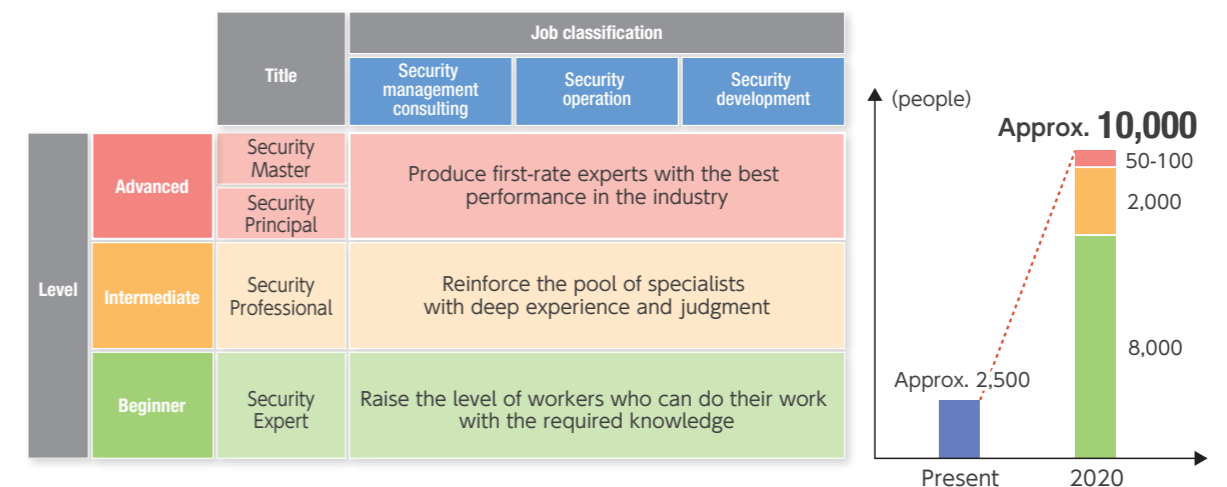 Title
Job classification
Security
management
consulting
Security
operation
Security
development
Level
Advanced
Security
Master
Security
Principal
Produce first-rate experts with the best
performance in the industry
Intermediate
Security
Professional
Reinforce the pool of specialists
with deep experience and judgment
Beginner
Security
Expert
Raise the level of workers who can do their work
with the required knowledge
(people)
Approx. 10,000
50-100
2,000
8,000
Approx. 2,500
Present
2020